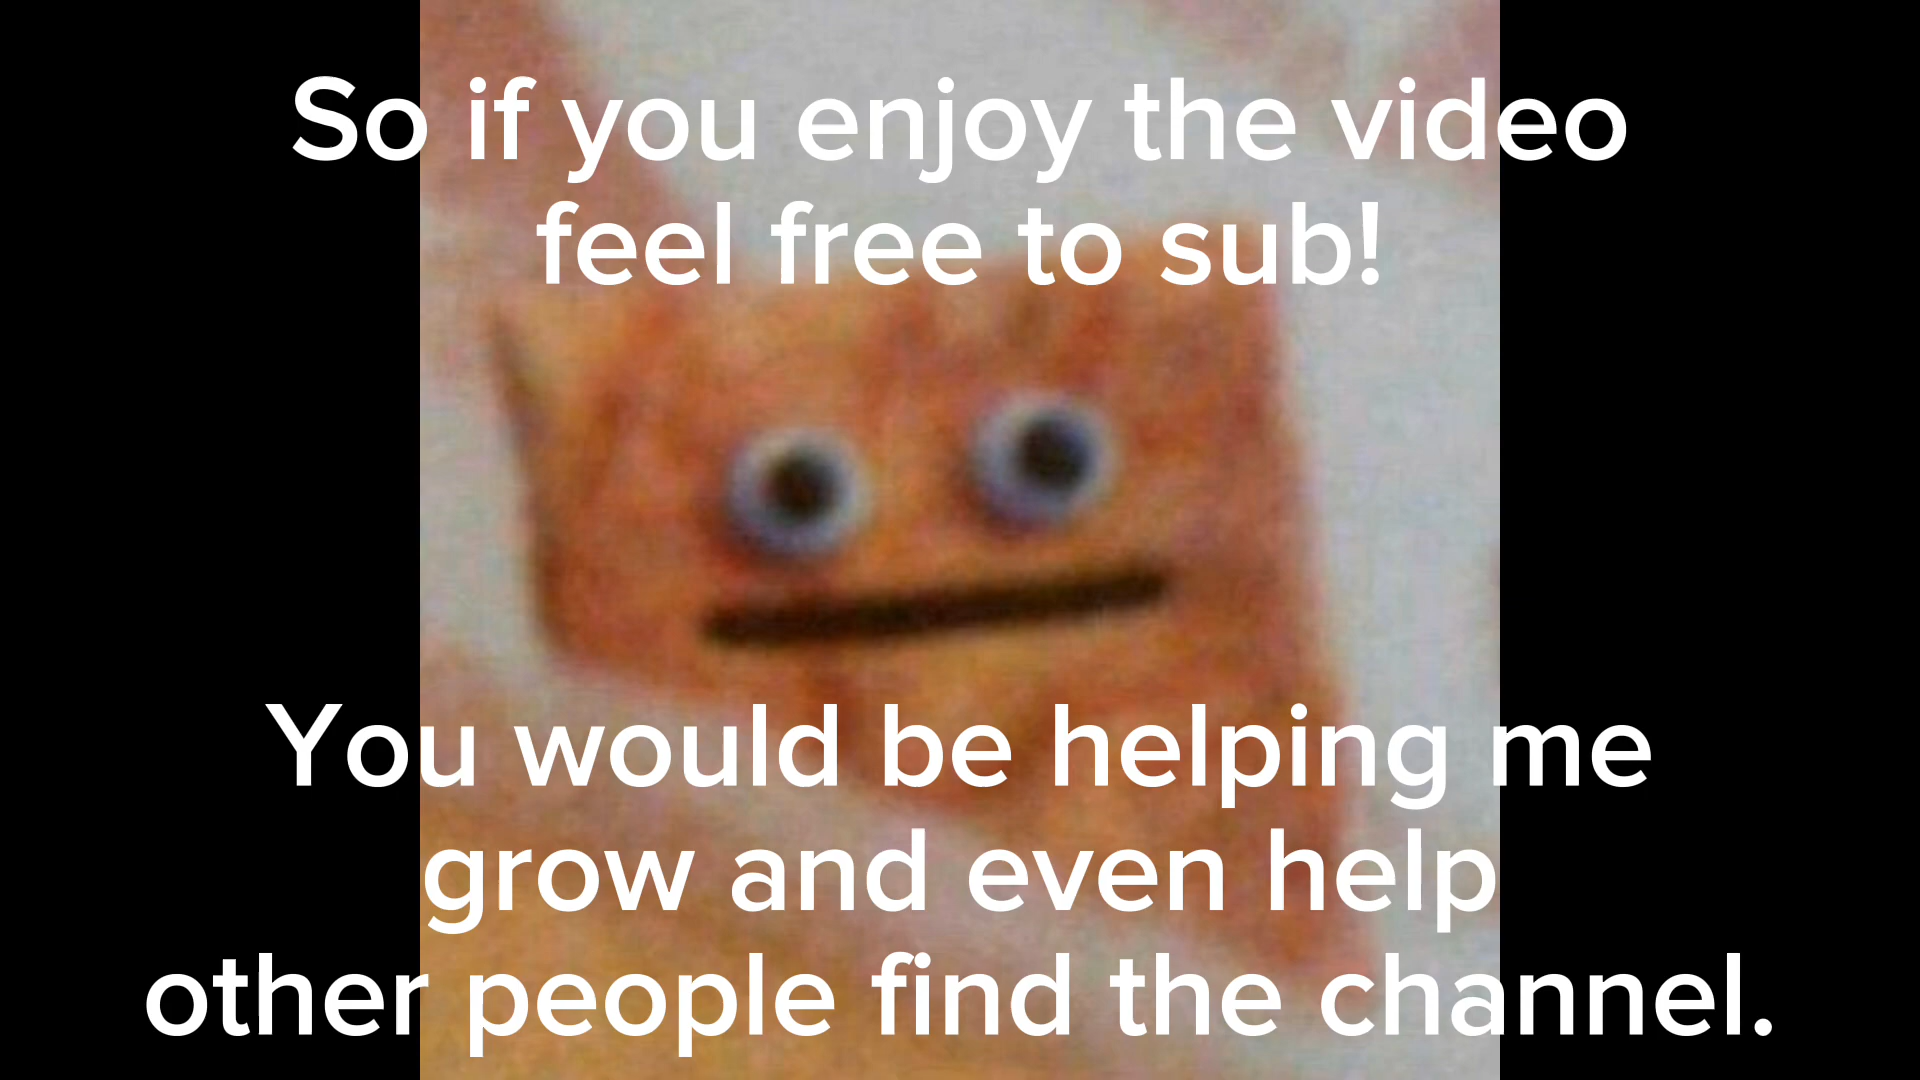 So if you enjoy the video
feel free to sub!
You would be helping me
grow and even help
other people find the channel.